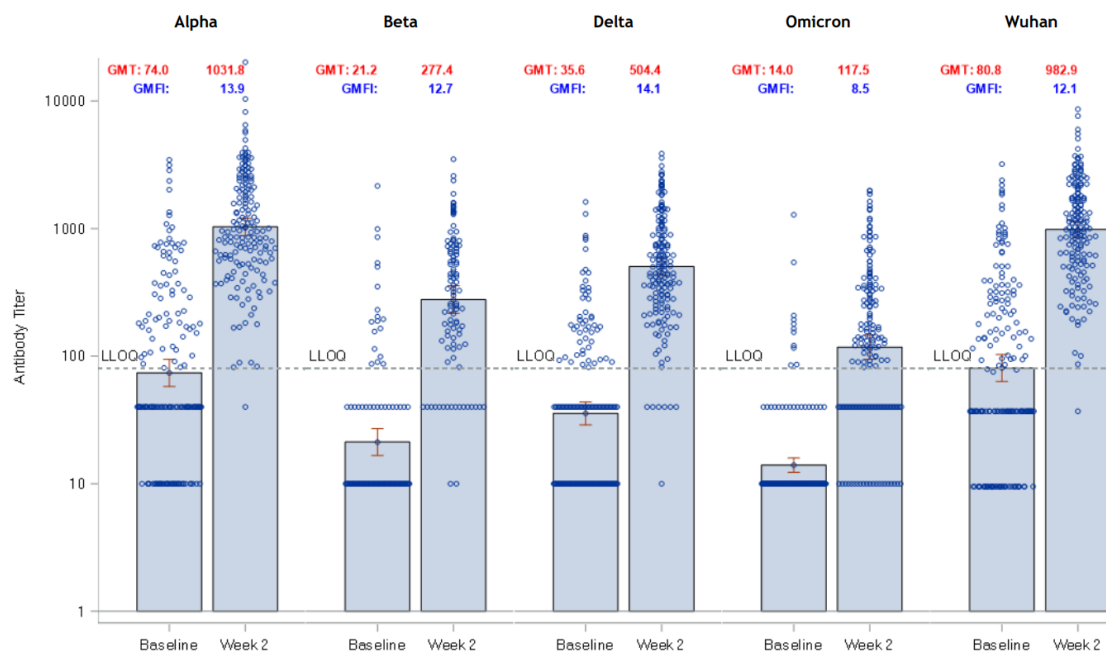 Alpha Beta Delta Omicron Wuhan
GMT: 74.0 1031.8 GMT: 21.2 277.4 GMT: 35.6 504.4 GMT: 14.0 117.5 GMT: 80.8 982.9
GMFI: 13.9 GMFI: 12.7 GMFI: 14.1 GMFI: 8.5 GMFI: 12.1
10000
1000
Antibody Titer
100
LLOQ LLOQ LLOQ LLOQ LLOQ
10
1
Baseline Week 2 Baseline Week 2 Baseline Week 2 Baseline Week 2 Baseline Week 2